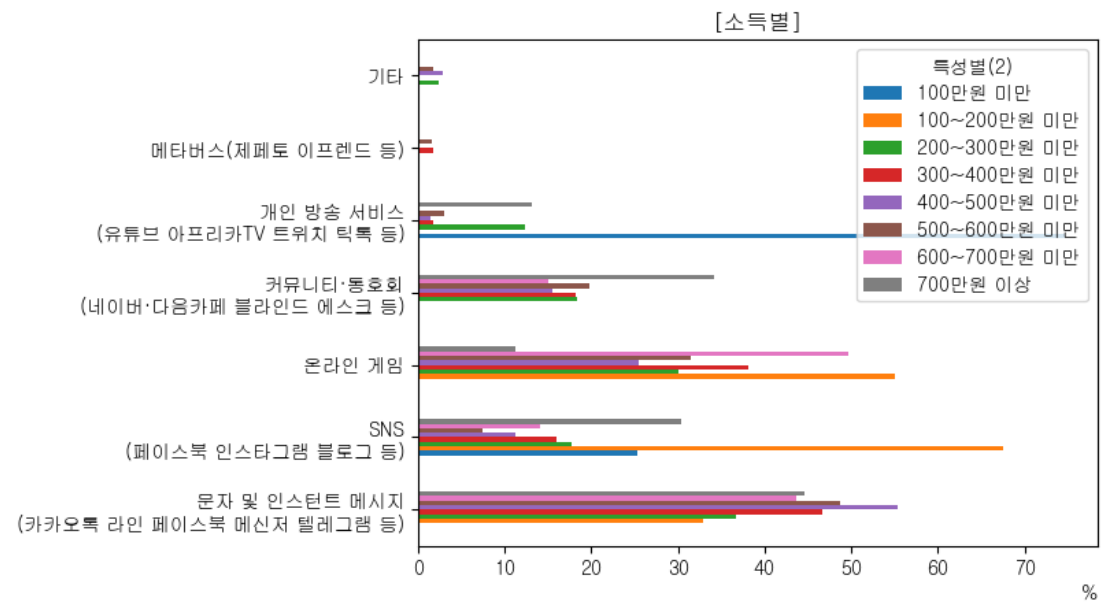 [소득별]
기타
메타버스(제페토 이프렌드 등)
개인 방송 서비스
(유튜브 아프리카TV 트위치 틱톡 등)
커뮤니티·동호회
(네이버·다음카페 블라인드 에스크 등)
온라인 게임
SNS
(페이스북 인스타그램 블로그 등)
문자 및 인스턴트 메시지
(카카오톡 라인 페이스북 메신저 텔레그램 등)
특성별(2)
100만원 미만
100~200만원 미만
200~300만원 미만
300~400만원 미만
400~500만원 미만
500~600만원 미만
600~700만원 미만
700만원 이상
0 10 20 30 40 50 60 70
%